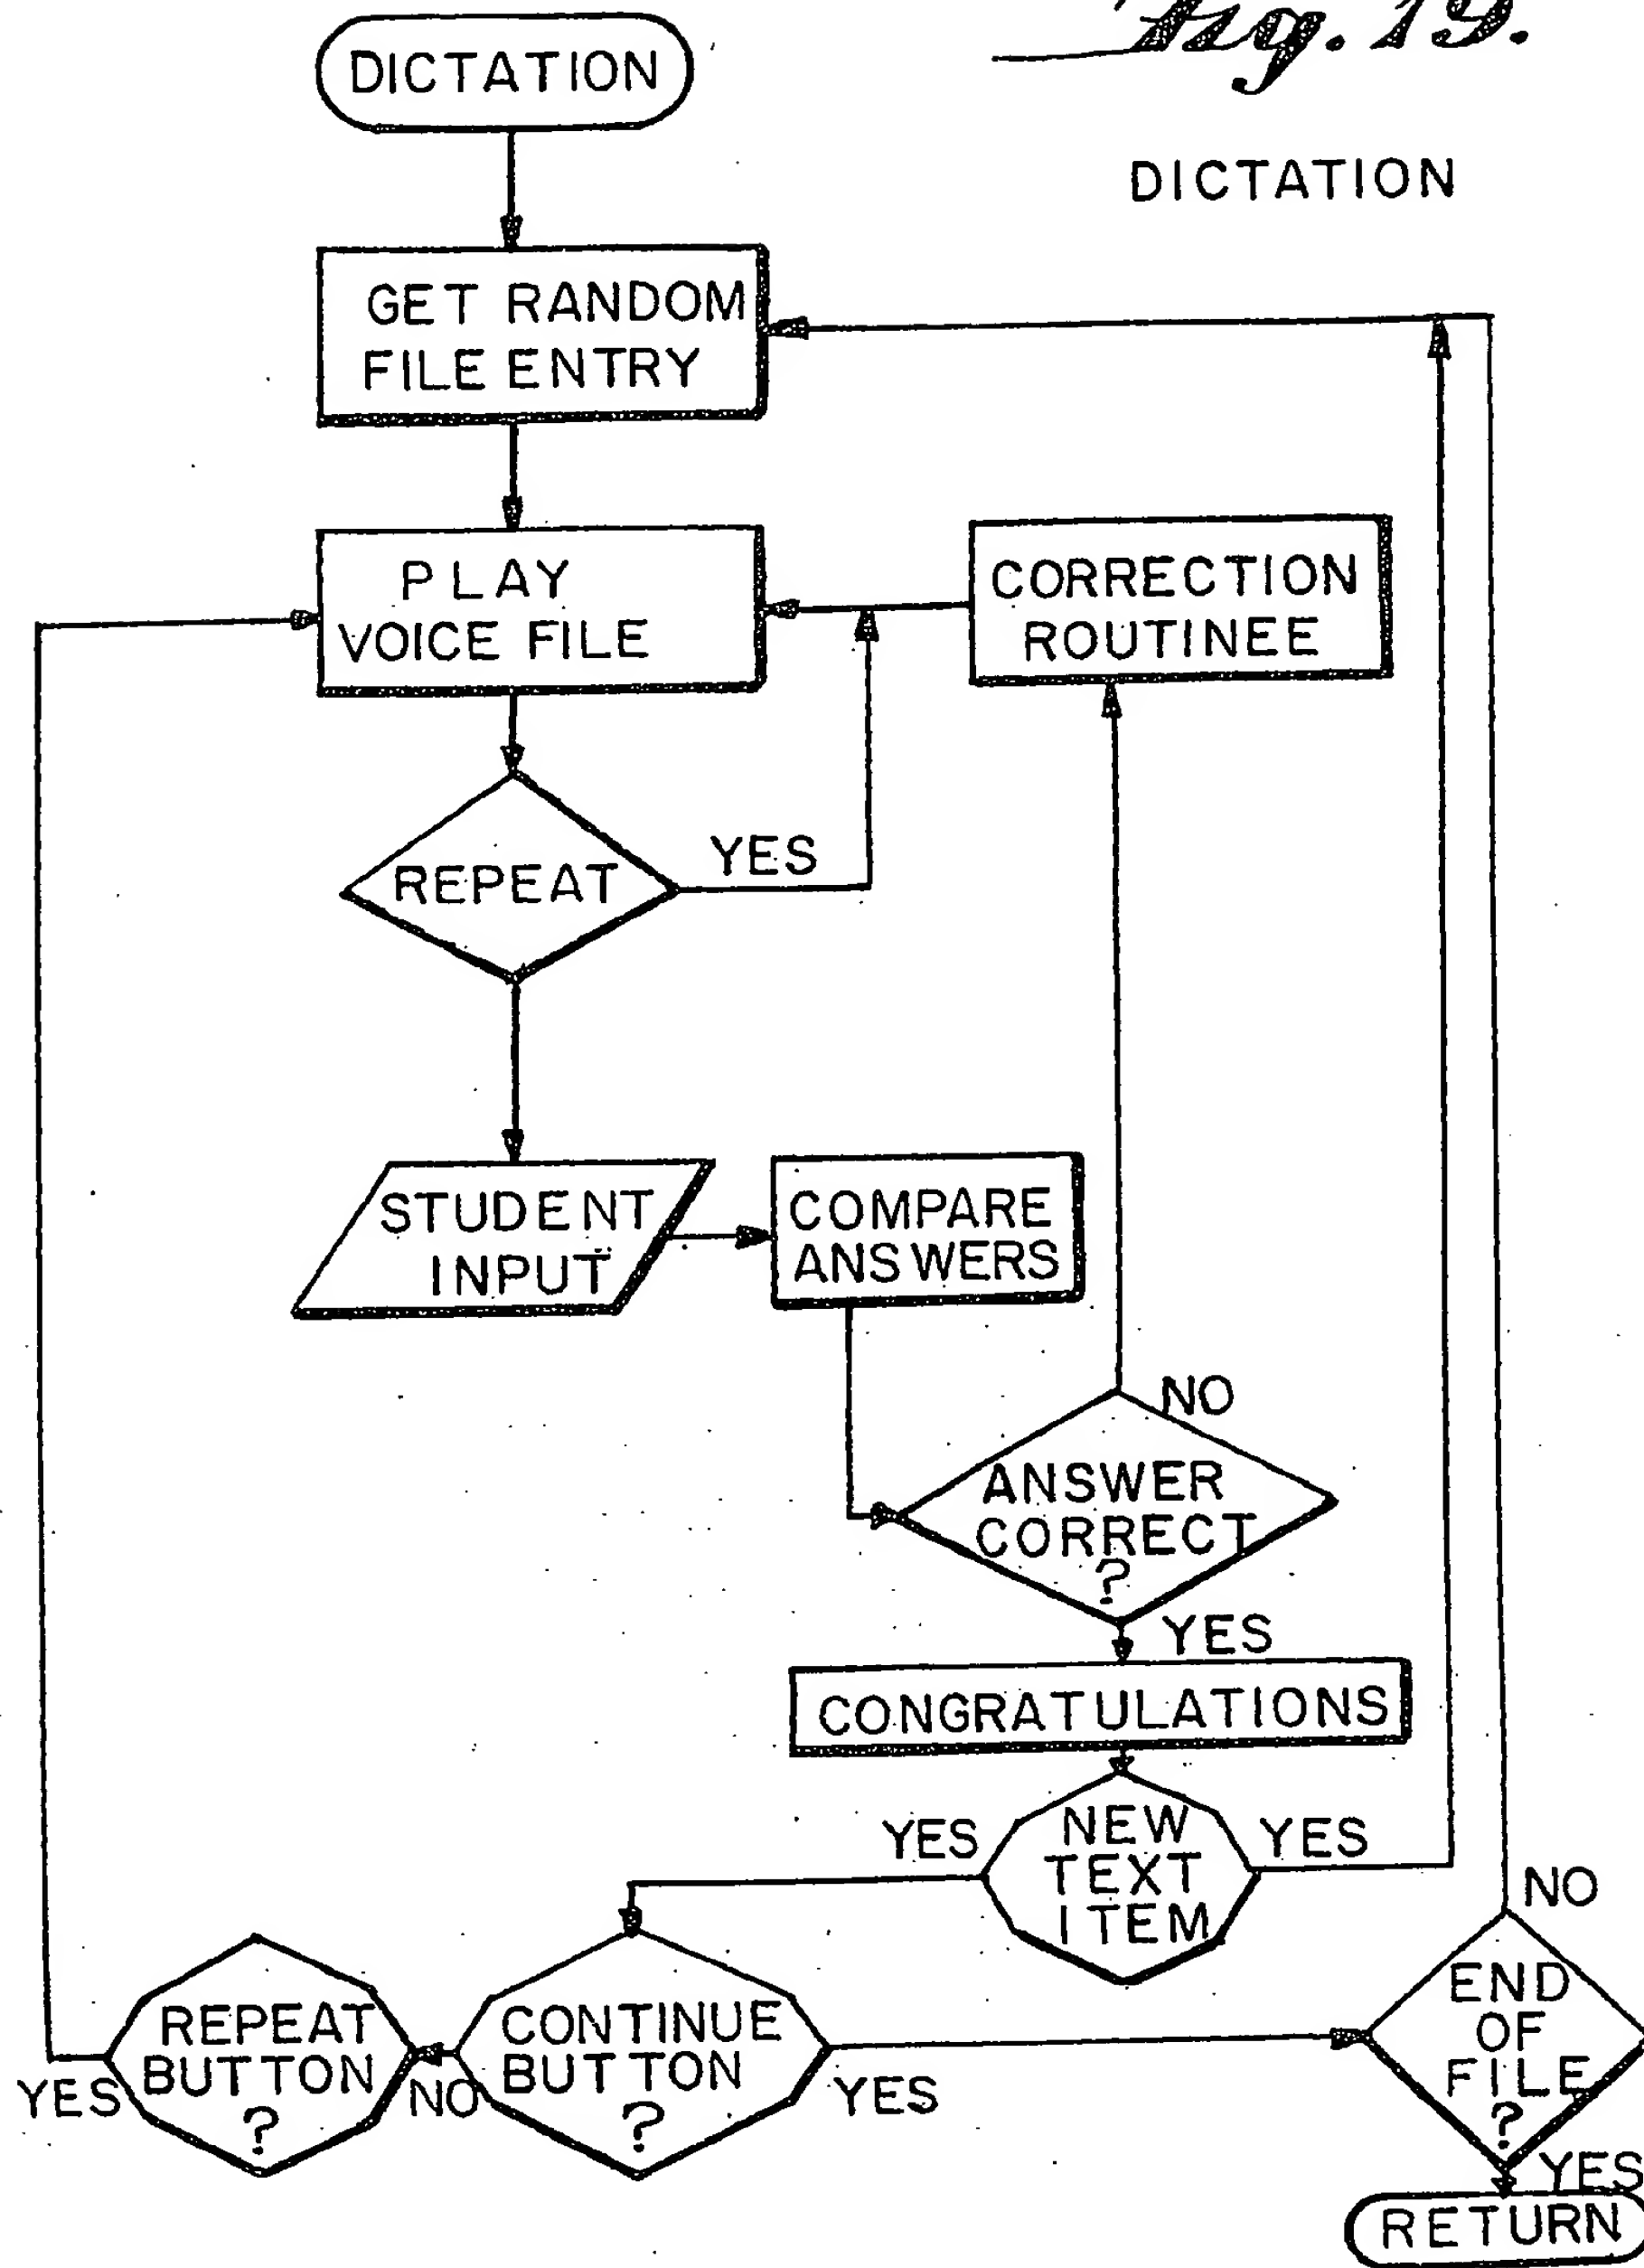 Fig. 19.
DICTATION
DICTATION
GET RANDOM
FILE ENTRY
PLAY
VOICE FILE
CORRECTION
ROUTINEE
REPEAT
YES
STUDENT
INPUT
COMPARE
ANSWERS
NO
ANSWER
CORRECT
?
YES
CONGRATULATIONS
YES
NEW
TEXT
ITEM
YES
NO
REPEAT
BUTTON
?
YES
NO
CONTINUE
BUTTON
?
YES
END
OF
FILE
?
YES
RETURN